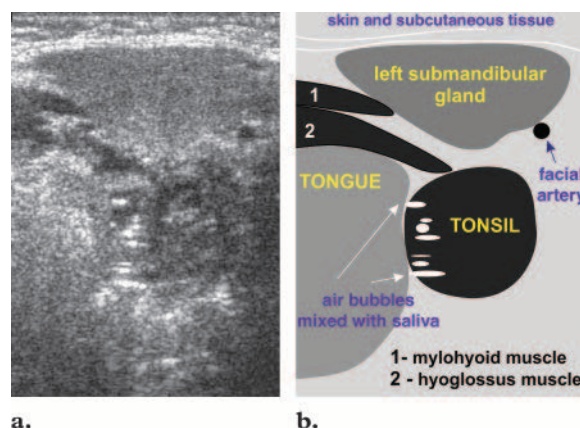 skin and subcutaneous tissue
left submandibular
gland
1
2
facial
artery
TONGUE
TONSIL
air bubbles
mixed with saliva
1- mylohyoid muscle
2 - hyoglossus muscle
a.
b.